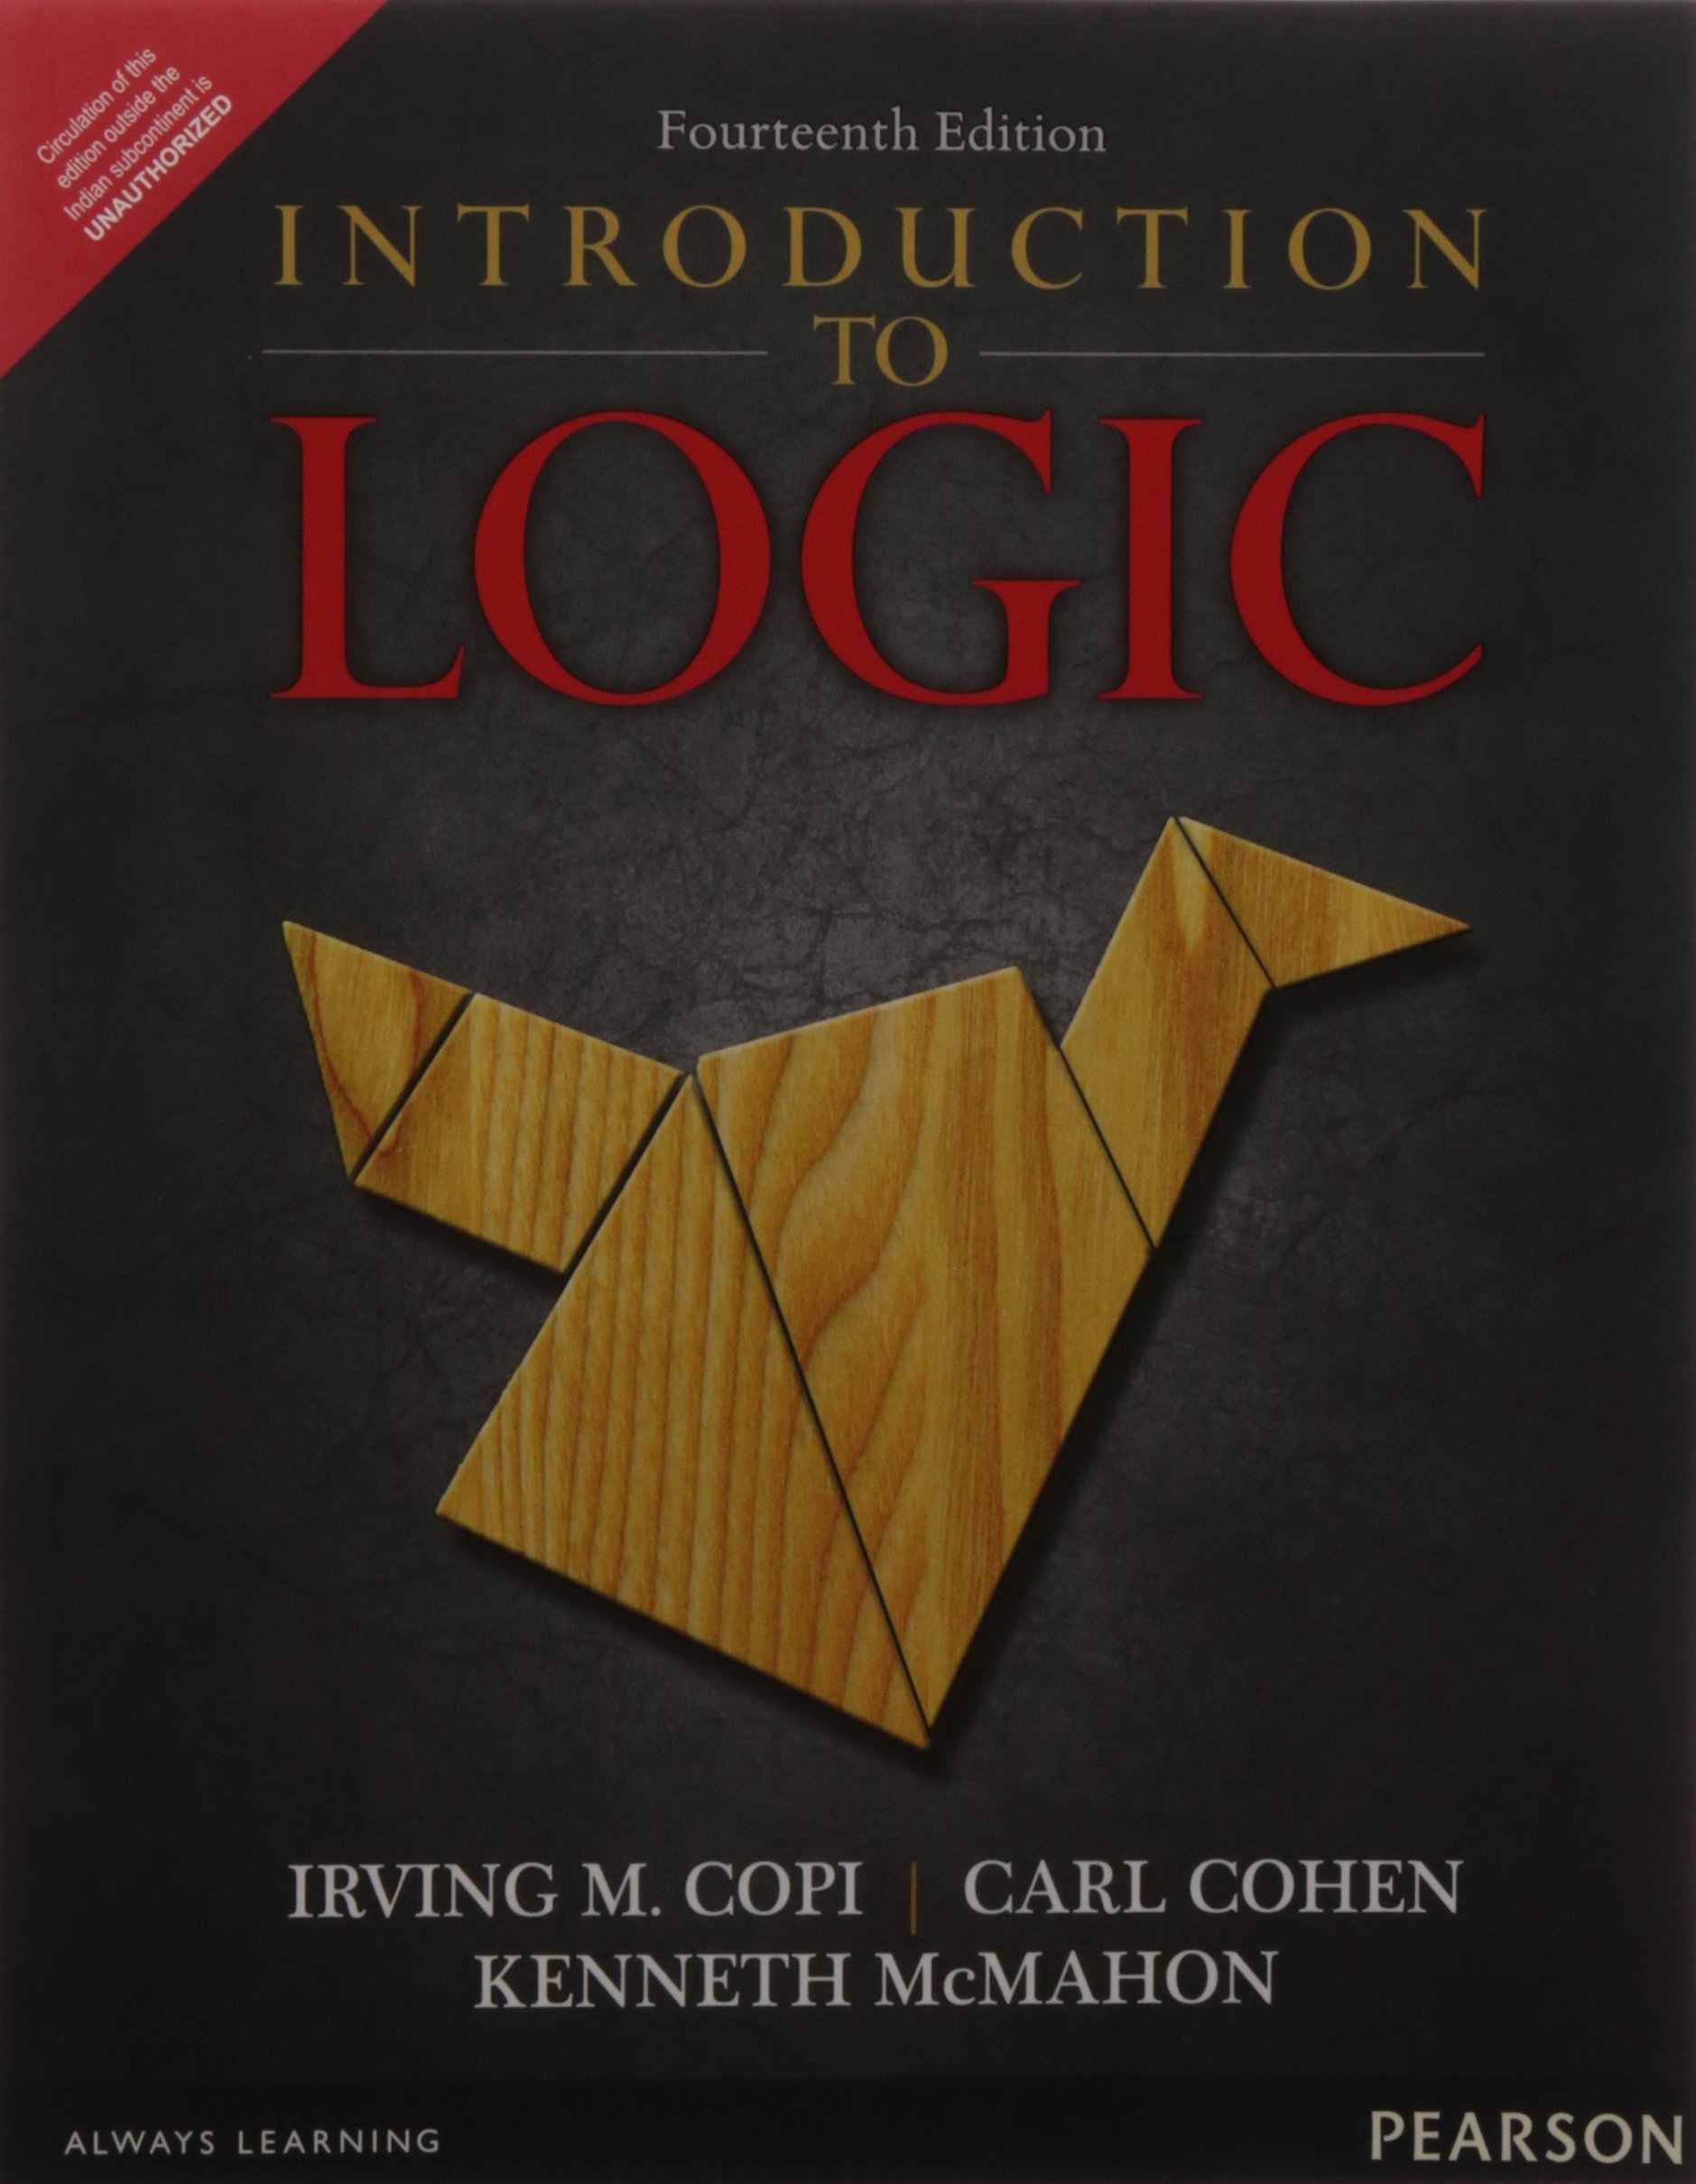 Circulation of this
edition outside the
Indian subcontinent is
UNAUTHORIZED
Fourteenth Edition
INTRODUCTION
TO
LOGIC
IRVING M. COPI | CARL COHEN
KENNETH McMAHON
ALWAYS LEARNING
PEARSON